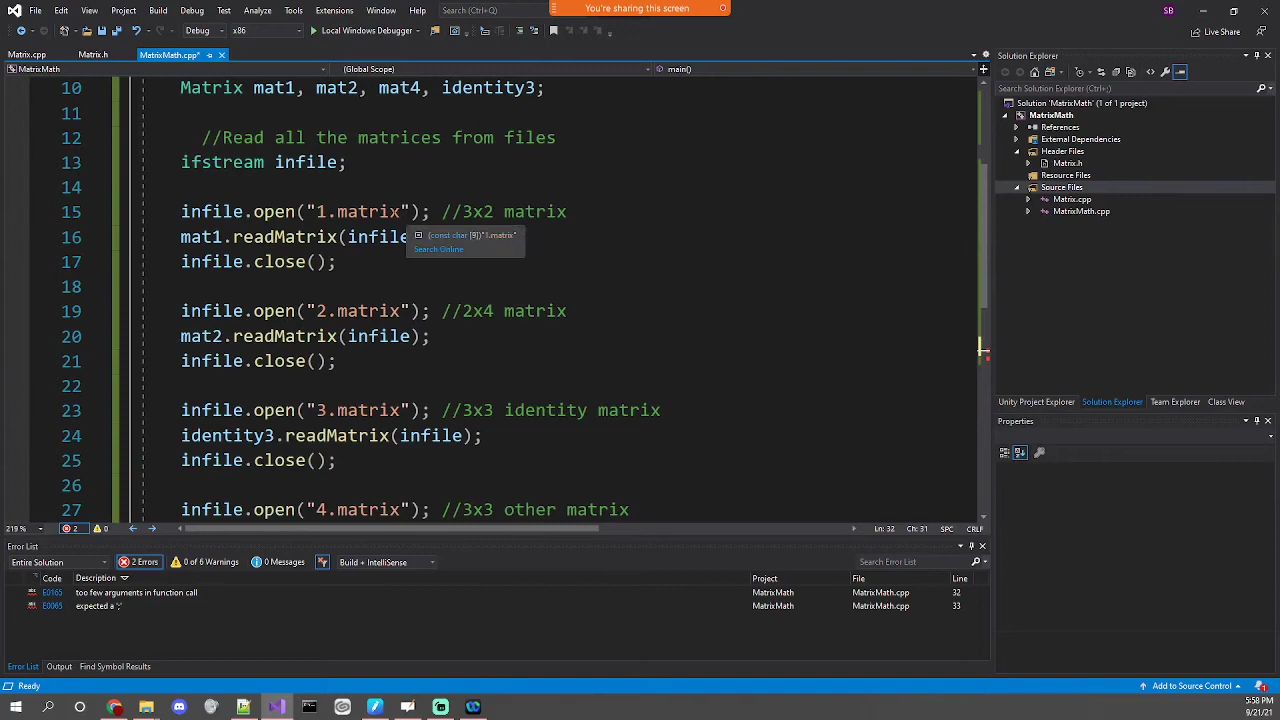 File Edit View Git Project Build Debug Test Analyze Tools Extensions Window Help
Search (Ctrl+Q)
MatrixMath
You're sharing this screen
SB
Debug x86 Local Windows Debugger
Live Share
Matrix.cpp Matrix.h MatrixMath.cpp*
MatrixMath (Global Scope) main()
10 Matrix mat1, mat2, mat4, identity3;
11
12 //Read all the matrices from files
13 ifstream infile;
14
15 infile.open("1.matrix"); //3x2 matrix
16 mat1.readMatrix(infile
(const char [9])"1.matrix"
Search Online
17 infile.close();
18
19 infile.open("2.matrix"); //2x4 matrix
20 mat2.readMatrix(infile);
21 infile.close();
22
23 infile.open("3.matrix"); //3x3 identity matrix
24 identity3.readMatrix(infile);
25 infile.close();
26
27 infile.open("4.matrix"); //3x3 other matrix
219 % 2 0 Ln: 32 Ch: 31 SPC CRLF
Error List
Entire Solution 2 Errors 0 of 6 Warnings 0 Messages Build + IntelliSense Search Error List
Code Description Project File Line
E0165 too few arguments in function call MatrixMath MatrixMath.cpp 32
E0065 expected a ';' MatrixMath MatrixMath.cpp 33
Error List Output Find Symbol Results
Solution Explorer
Search Solution Explorer (Ctrl+;)
Solution 'MatrixMath' (1 of 1 project)
MatrixMath
References
External Dependencies
Header Files
Matrix.h
Resource Files
Source Files
Matrix.cpp
MatrixMath.cpp
Unity Project Explorer Solution Explorer Team Explorer Class View
Properties
Ready Add to Source Control 1
5:58 PM
9/21/21